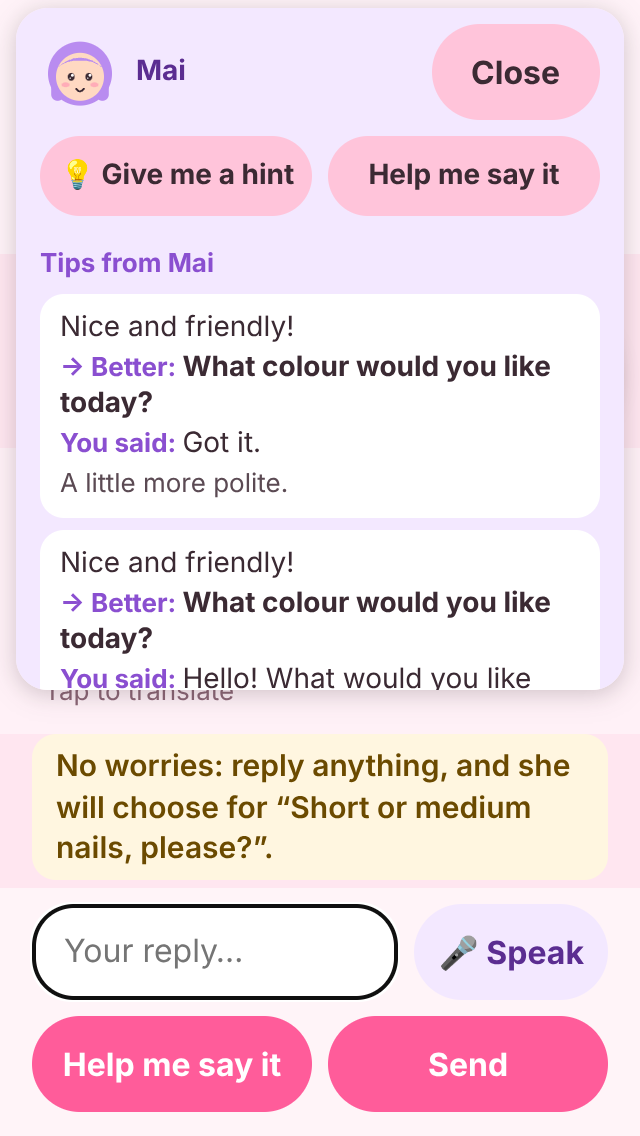 Mai
Close
💡 Give me a hint
Help me say it
Tips from Mai
Nice and friendly!
→ Better: What colour would you like
today?
You said: Got it.
A little more polite.
Nice and friendly!
→ Better: What colour would you like
today?
You said: Hello! What would you like
Tap to translate
No worries: reply anything, and she
will choose for “Short or medium
nails, please?”.
Your reply...
🎤 Speak
Help me say it
Send